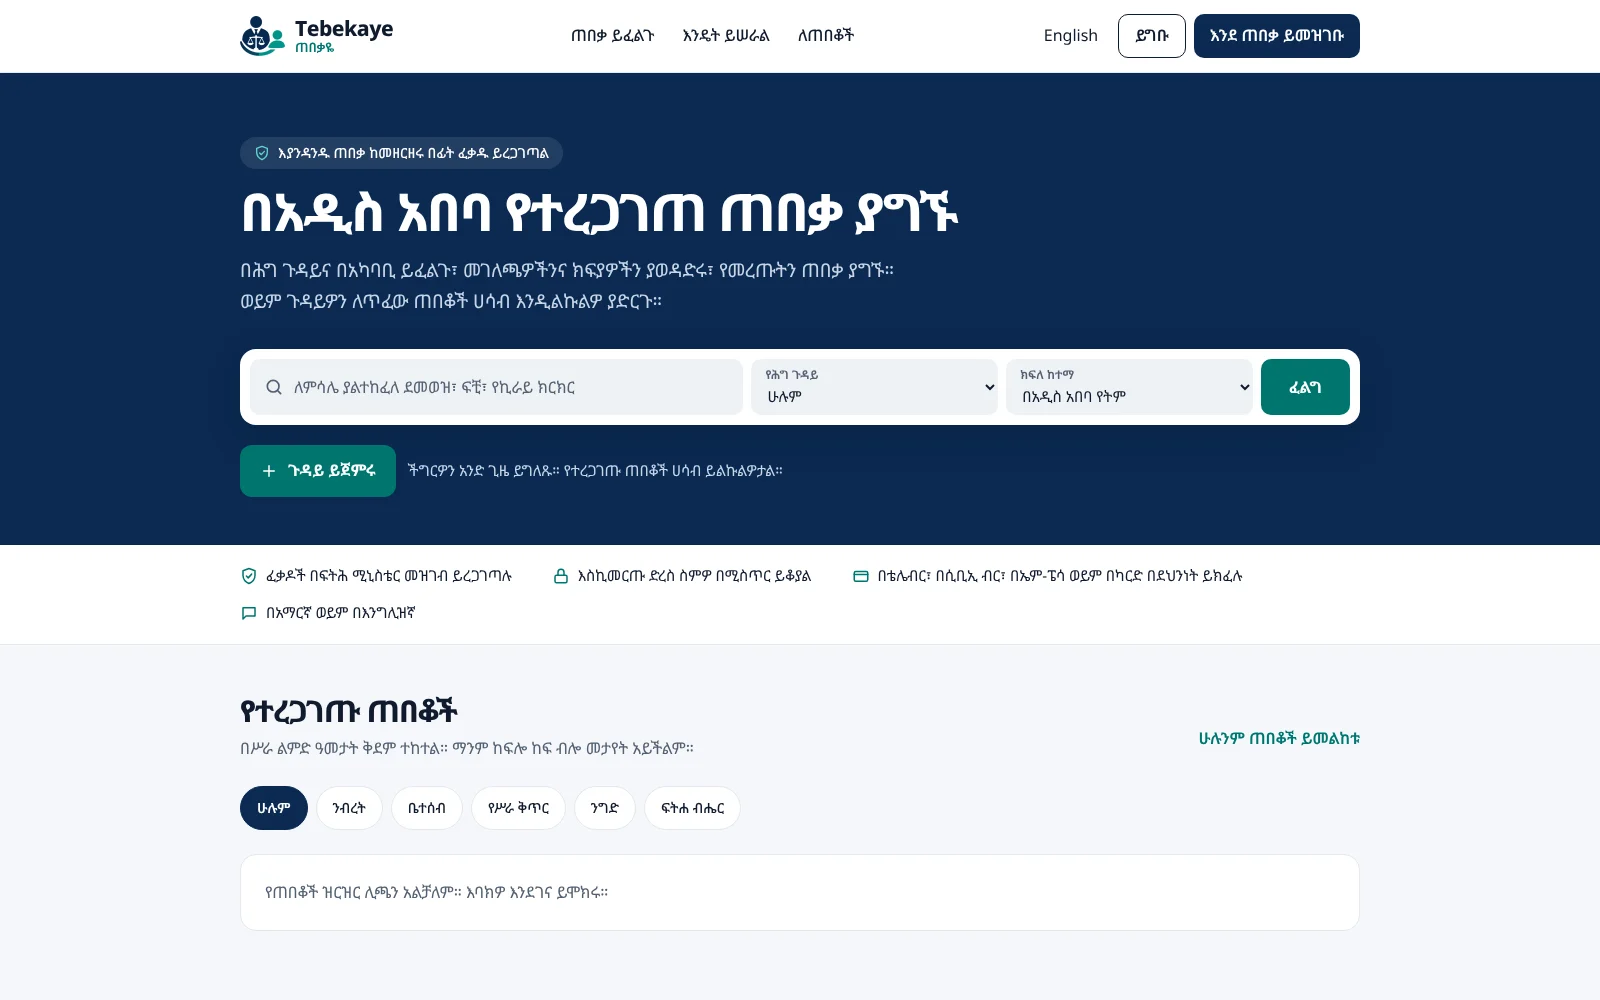 Tebekaye
ጠበቃዬ
ጠበቃ ይፈልጉ
እንዴት ይሠራል
ለጠበቆች
English
ይግቡ
እንደ ጠበቃ ይመዝገቡ
እያንዳንዱ ጠበቃ ከመዘርዘሩ በፊት ፈቃዱ ይረጋገጣል
በአዲስ አበባ የተረጋገጠ ጠበቃ ያግኙ
በሕግ ጉዳይና በአካባቢ ይፈልጉ፣ መገለጫዎችንና ክፍያዎችን ያወዳድሩ፣ የመረጡትን ጠበቃ ያግኙ።
ወይም ጉዳይዎን ለጥፈው ጠበቆች ሀሳብ እንዲልኩልዎ ያድርጉ።
ለምሳሌ ያልተከፈለ ደመወዝ፣ ፍቺ፣ የኪራይ ክርክር
የሕግ ጉዳይ
ሁሉም
ክፍለ ከተማ
በአዲስ አበባ የትም
ፈልግ
ጉዳይ ይጀምሩ
ችግርዎን አንድ ጊዜ ይግለጹ። የተረጋገጡ ጠበቆች ሀሳብ ይልኩልዎታል።
ፈቃዶች በፍትሕ ሚኒስቴር መዝገብ ይረጋገጣሉ
እስኪመርጡ ድረስ ስምዎ በሚስጥር ይቆያል
በቴሌብር፣ በሲቢኢ ብር፣ በኤም-ፔሳ ወይም በካርድ በደህንነት ይክፈሉ
በአማርኛ ወይም በእንግሊዝኛ
የተረጋገጡ ጠበቆች
በሥራ ልምድ ዓመታት ቅደም ተከተል። ማንም ከፍሎ ከፍ ብሎ መታየት አይችልም።
ሁሉንም ጠበቆች ይመልከቱ
ሁሉም
ንብረት
ቤተሰብ
የሥራ ቅጥር
ንግድ
ፍትሐ ብሔር
የጠበቆች ዝርዝር ሊጫን አልቻለም። እባክዎ እንደገና ይሞክሩ።